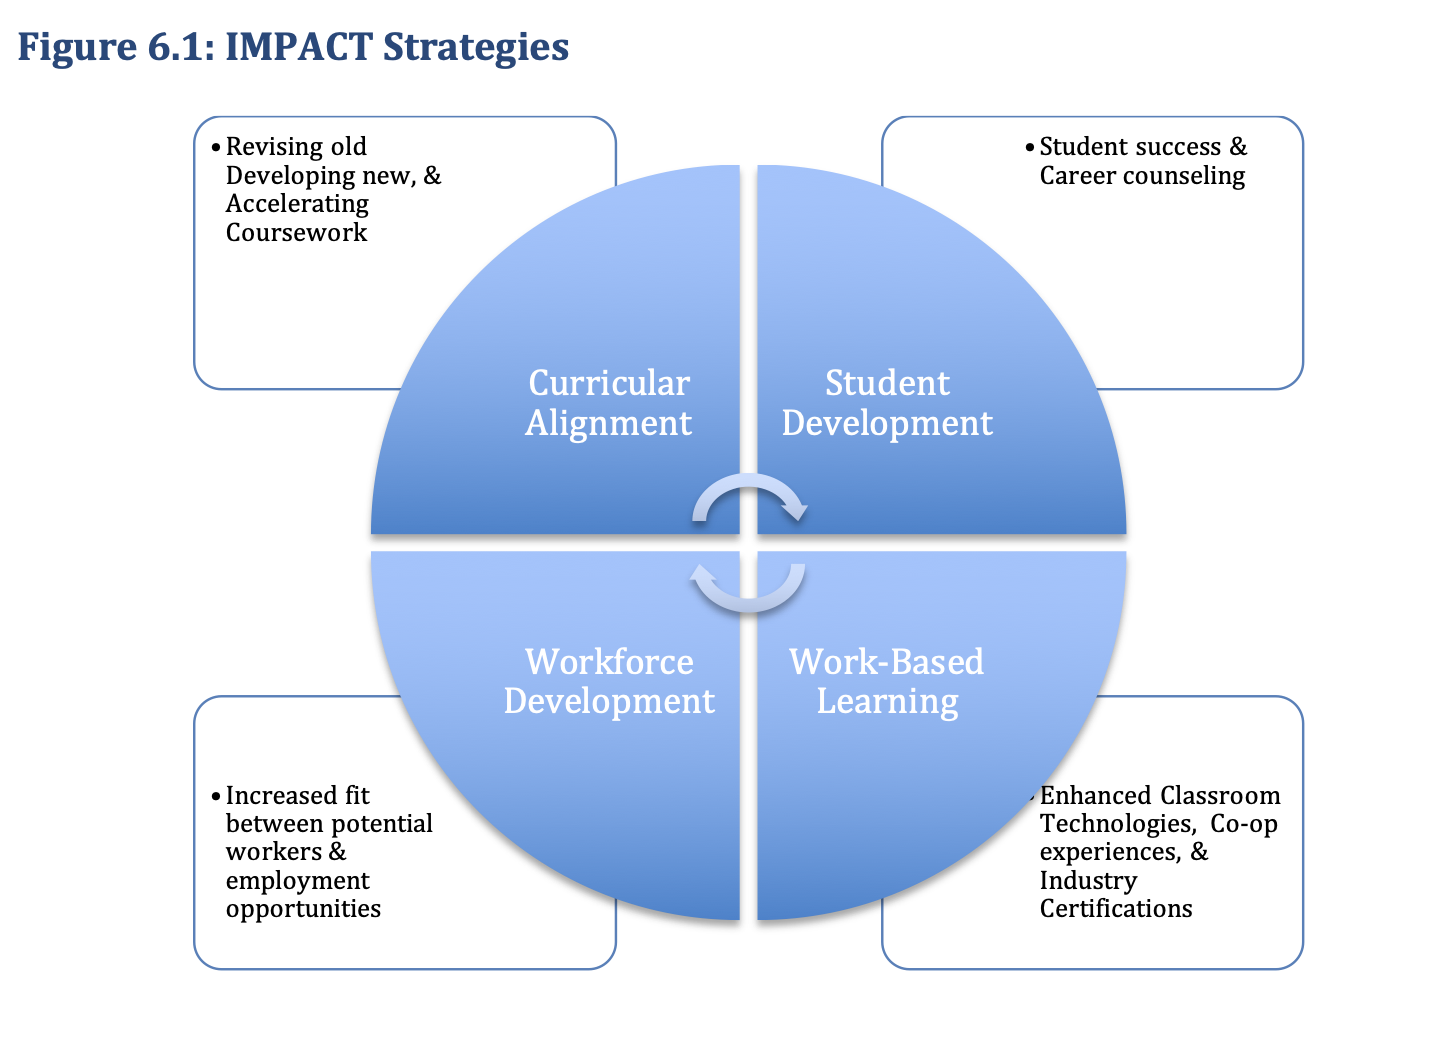 Figure 6.1: IMPACT Strategies
• Revising old
Developing new, &
Accelerating
Coursework
• Student success &
Career counseling
Curricular
Alignment
Student
Development
Workforce
Development
Work-Based
Learning
• Increased fit
between potential
workers &
employment
opportunities
• Enhanced Classroom
Technologies,  Co-op
experiences, &
Industry
Certifications